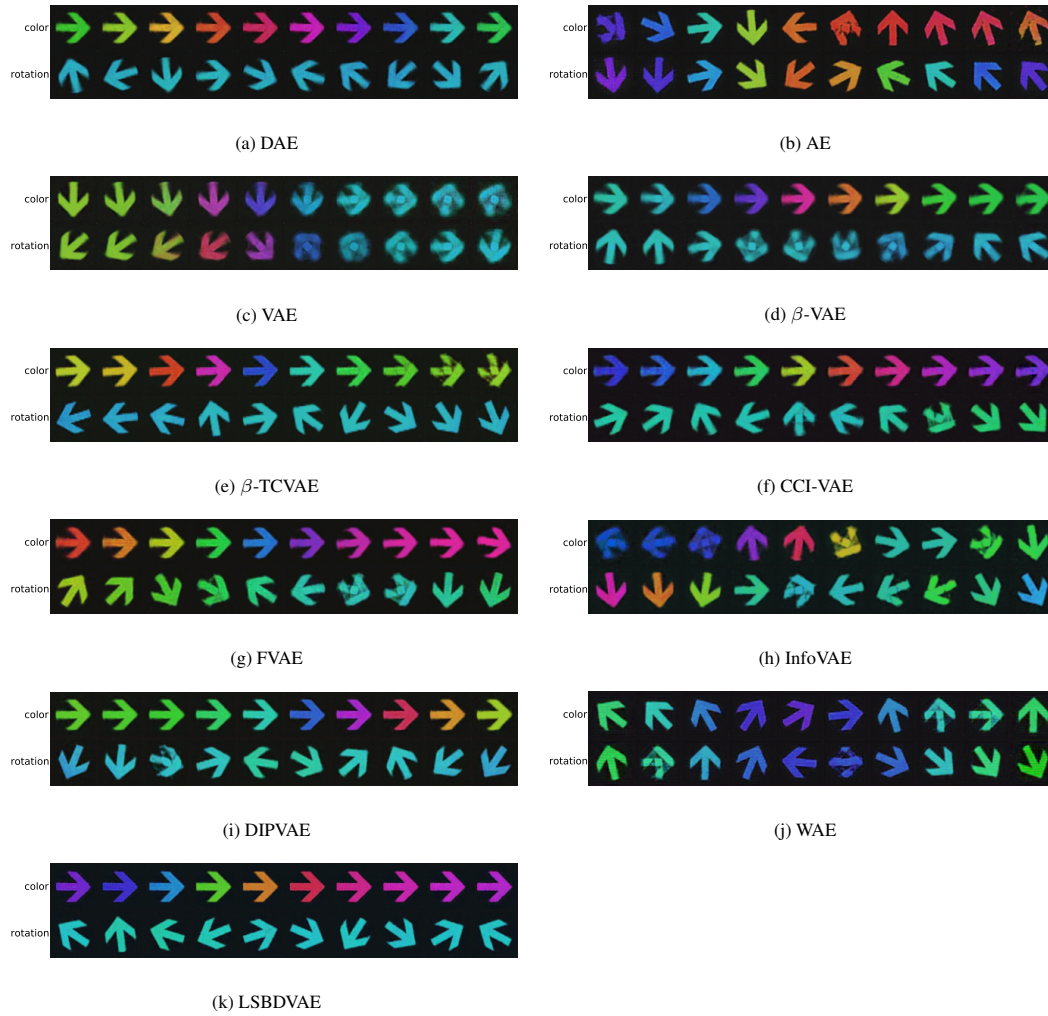 color
rotation
(a) DAE
color
rotation
(b) AE
color
rotation
(c) VAE
color
rotation
(d) β-VAE
color
rotation
(e) β-TCVAE
color
rotation
(f) CCI-VAE
color
rotation
(g) FVAE
color
rotation
(h) InfoVAE
color
rotation
(i) DIPVAE
color
rotation
(j) WAE
color
rotation
(k) LSBDVAE